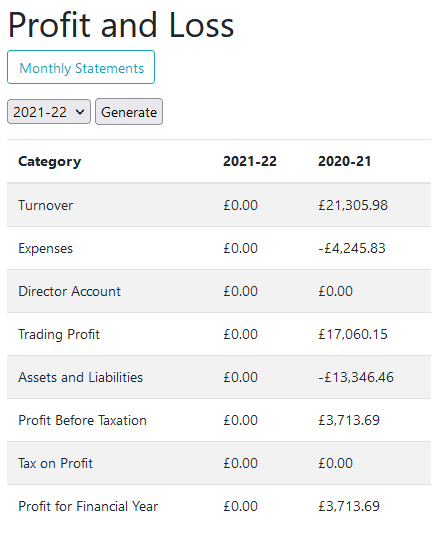 Profit and Loss
Monthly Statements
2021-22 Generate
Category 2021-22 2020-21
Turnover £0.00 £21,305.98
Expenses £0.00 -£4,245.83
Director Account £0.00 £0.00
Trading Profit £0.00 £17,060.15
Assets and Liabilities £0.00 -£13,346.46
Profit Before Taxation £0.00 £3,713.69
Tax on Profit £0.00 £0.00
Profit for Financial Year £0.00 £3,713.69